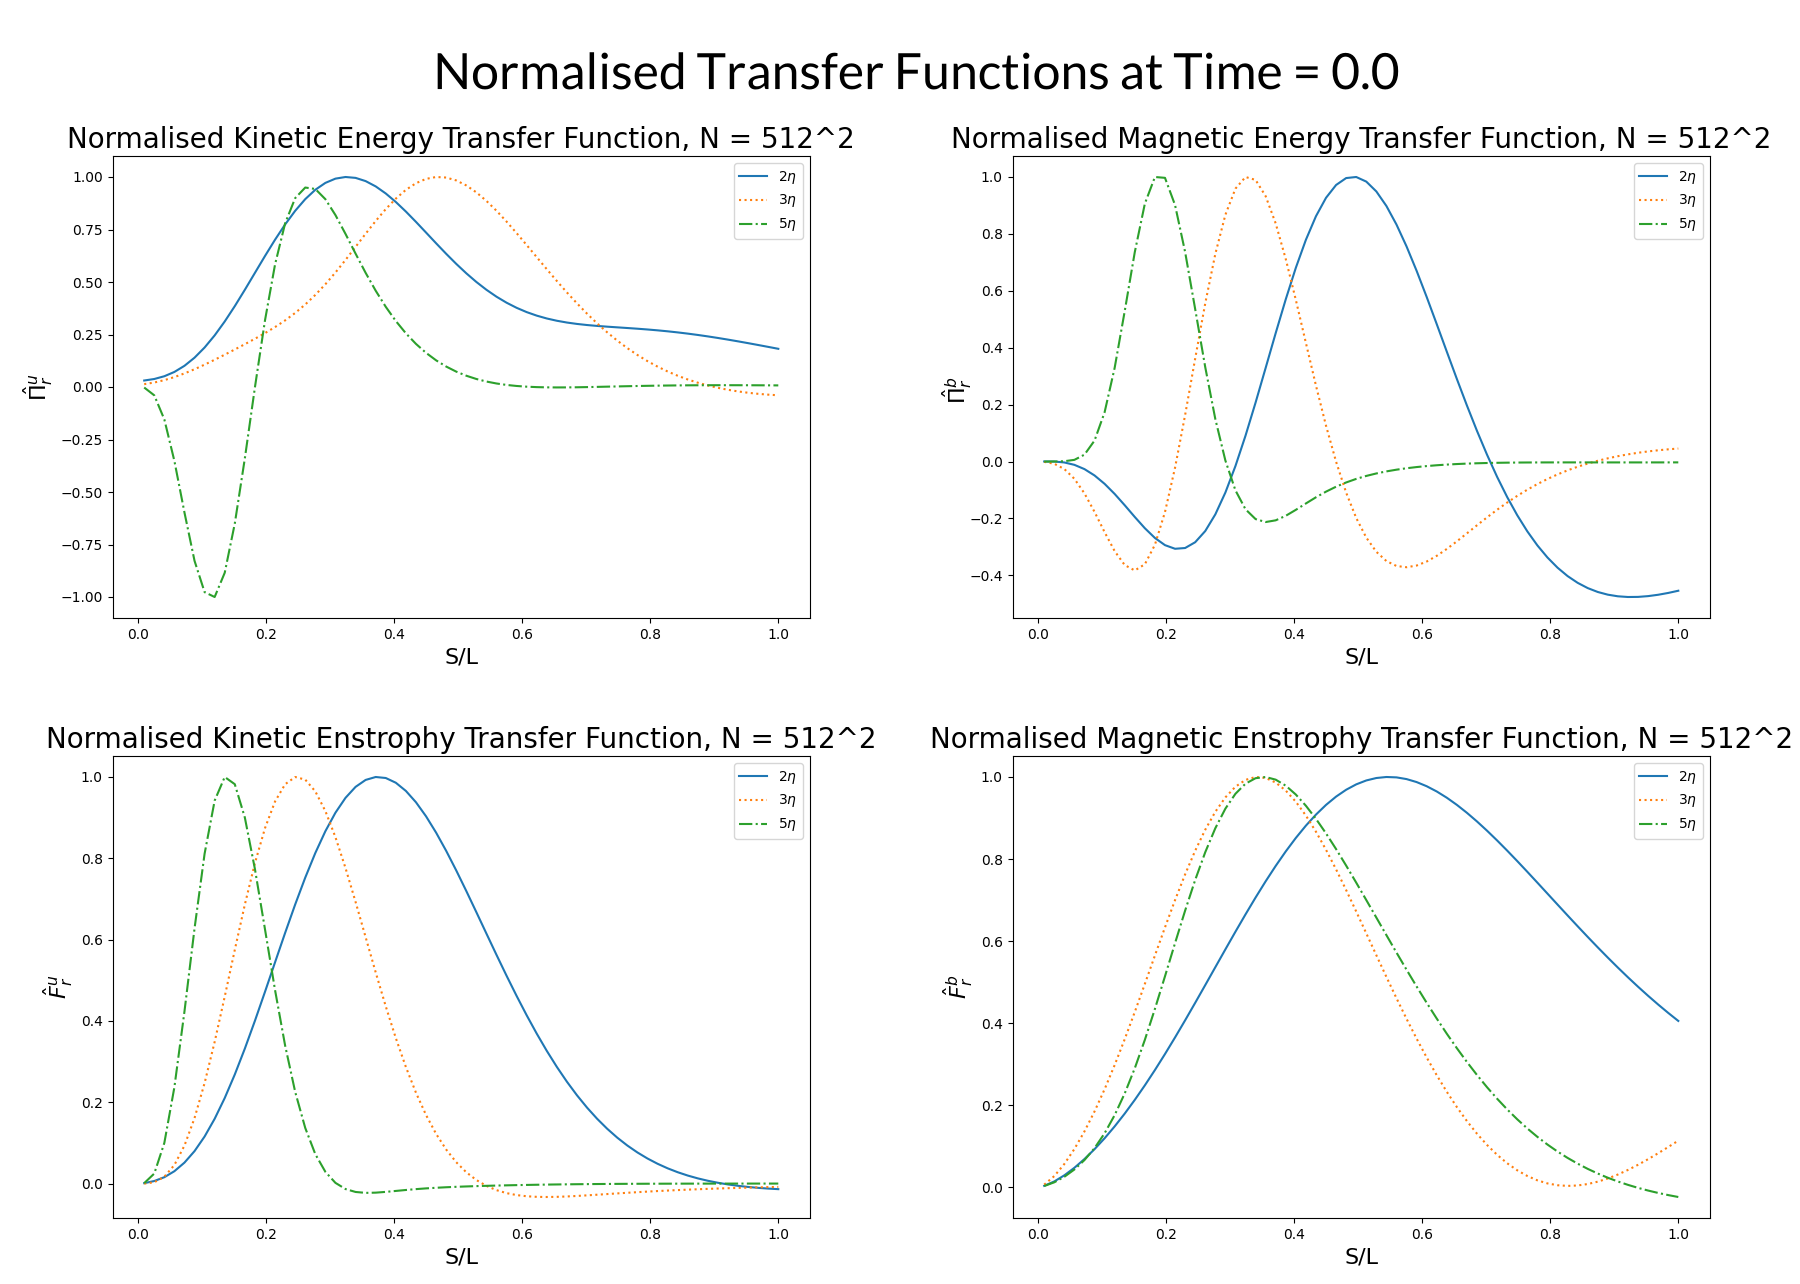 Normalised Transfer Functions at Time = 0.0
Normalised Kinetic Energy Transfer Function, N = 512^2
1.00
0.75
0.50
0.25
0.00
−0.25
−0.50
−0.75
−1.00
Π̂ᵘᵣ
2η
3η
5η
0.0 0.2 0.4 0.6 0.8 1.0
S/L
Normalised Magnetic Energy Transfer Function, N = 512^2
1.0
0.8
0.6
0.4
0.2
0.0
−0.2
−0.4
Π̂ᵇᵣ
2η
3η
5η
0.0 0.2 0.4 0.6 0.8 1.0
S/L
Normalised Kinetic Enstrophy Transfer Function, N = 512^2
1.0
0.8
0.6
0.4
0.2
0.0
F̂ᵘᵣ
2η
3η
5η
0.0 0.2 0.4 0.6 0.8 1.0
S/L
Normalised Magnetic Enstrophy Transfer Function, N = 512^2
1.0
0.8
0.6
0.4
0.2
0.0
F̂ᵇᵣ
2η
3η
5η
0.0 0.2 0.4 0.6 0.8 1.0
S/L